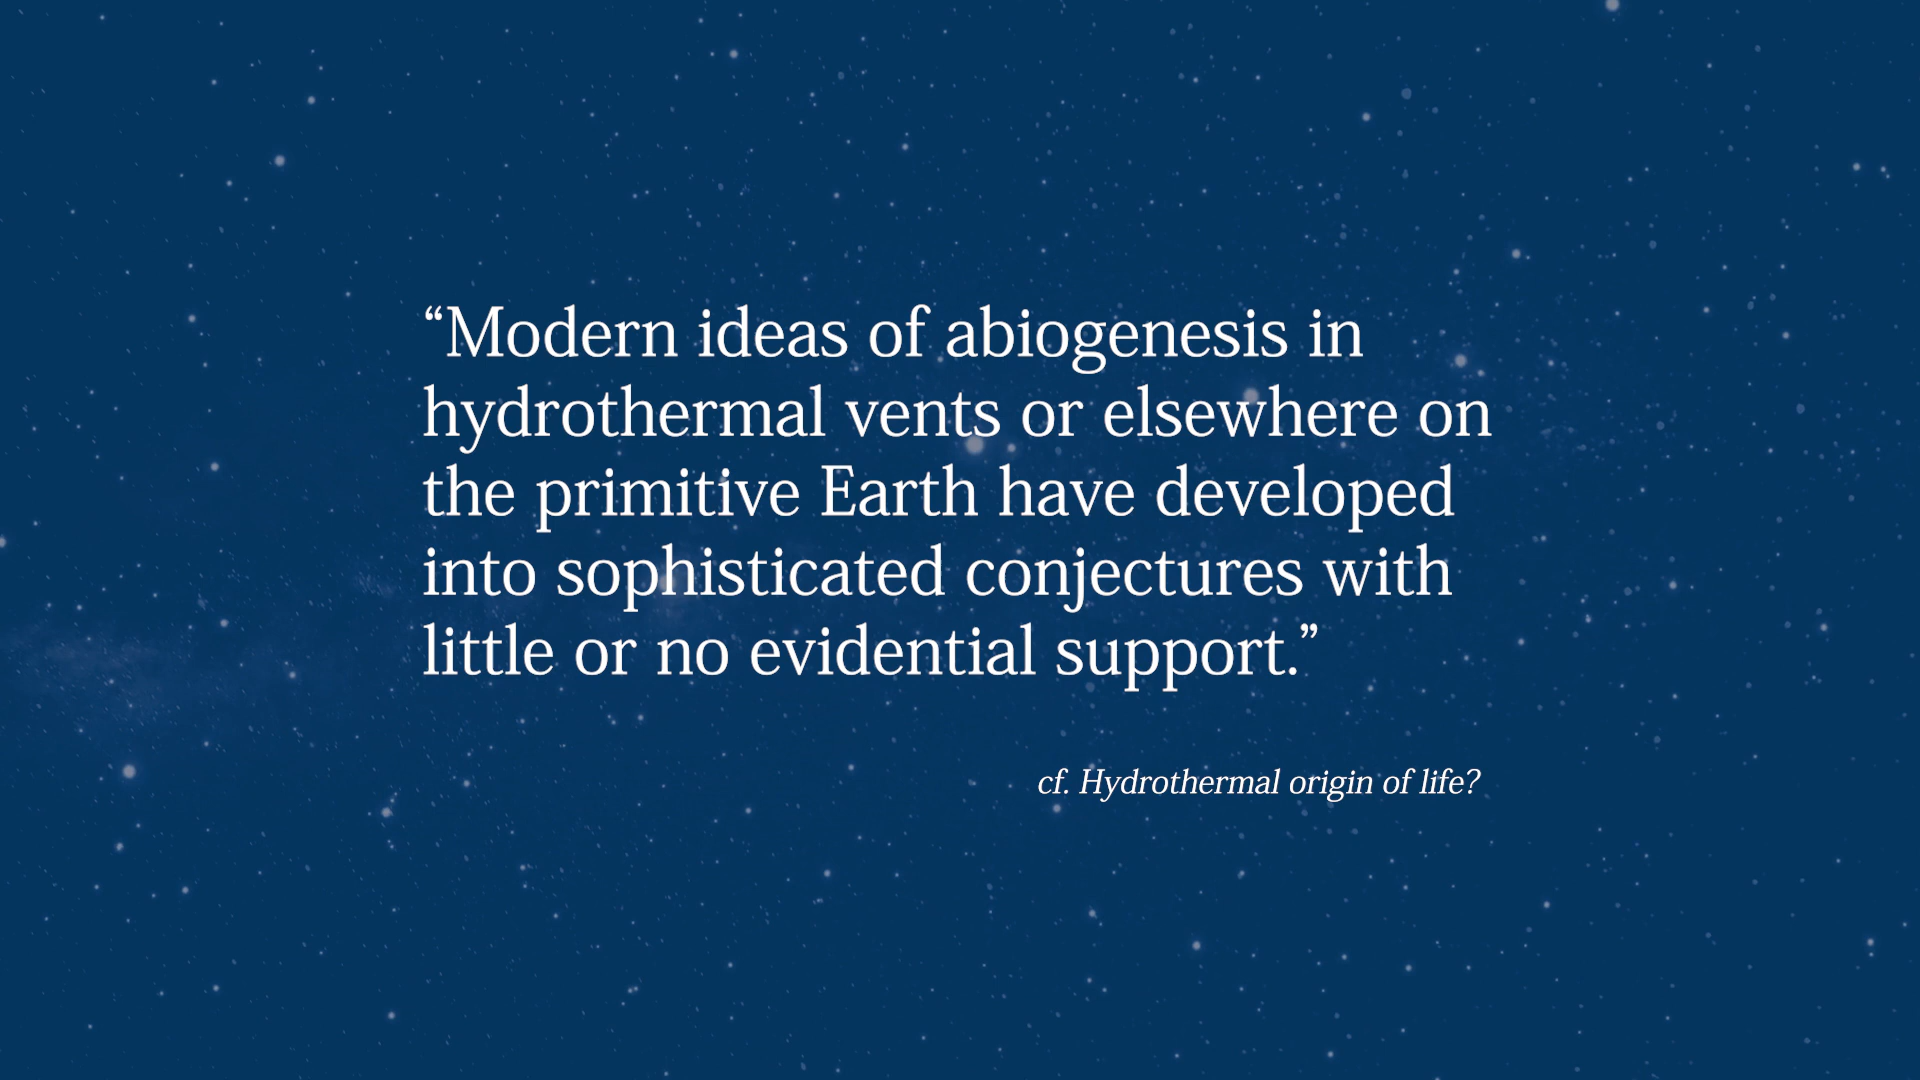 “Modern ideas of abiogenesis in
hydrothermal vents or elsewhere on
the primitive Earth have developed
into sophisticated conjectures with
little or no evidential support.”
cf. Hydrothermal origin of life?